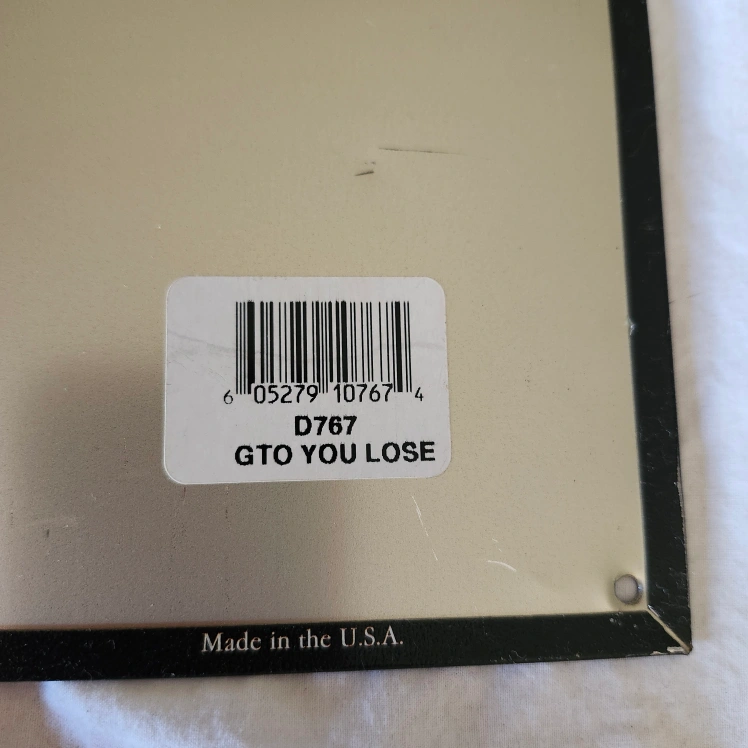 6 05279 10767 4
D767
GTO YOU LOSE
Made in the U.S.A.